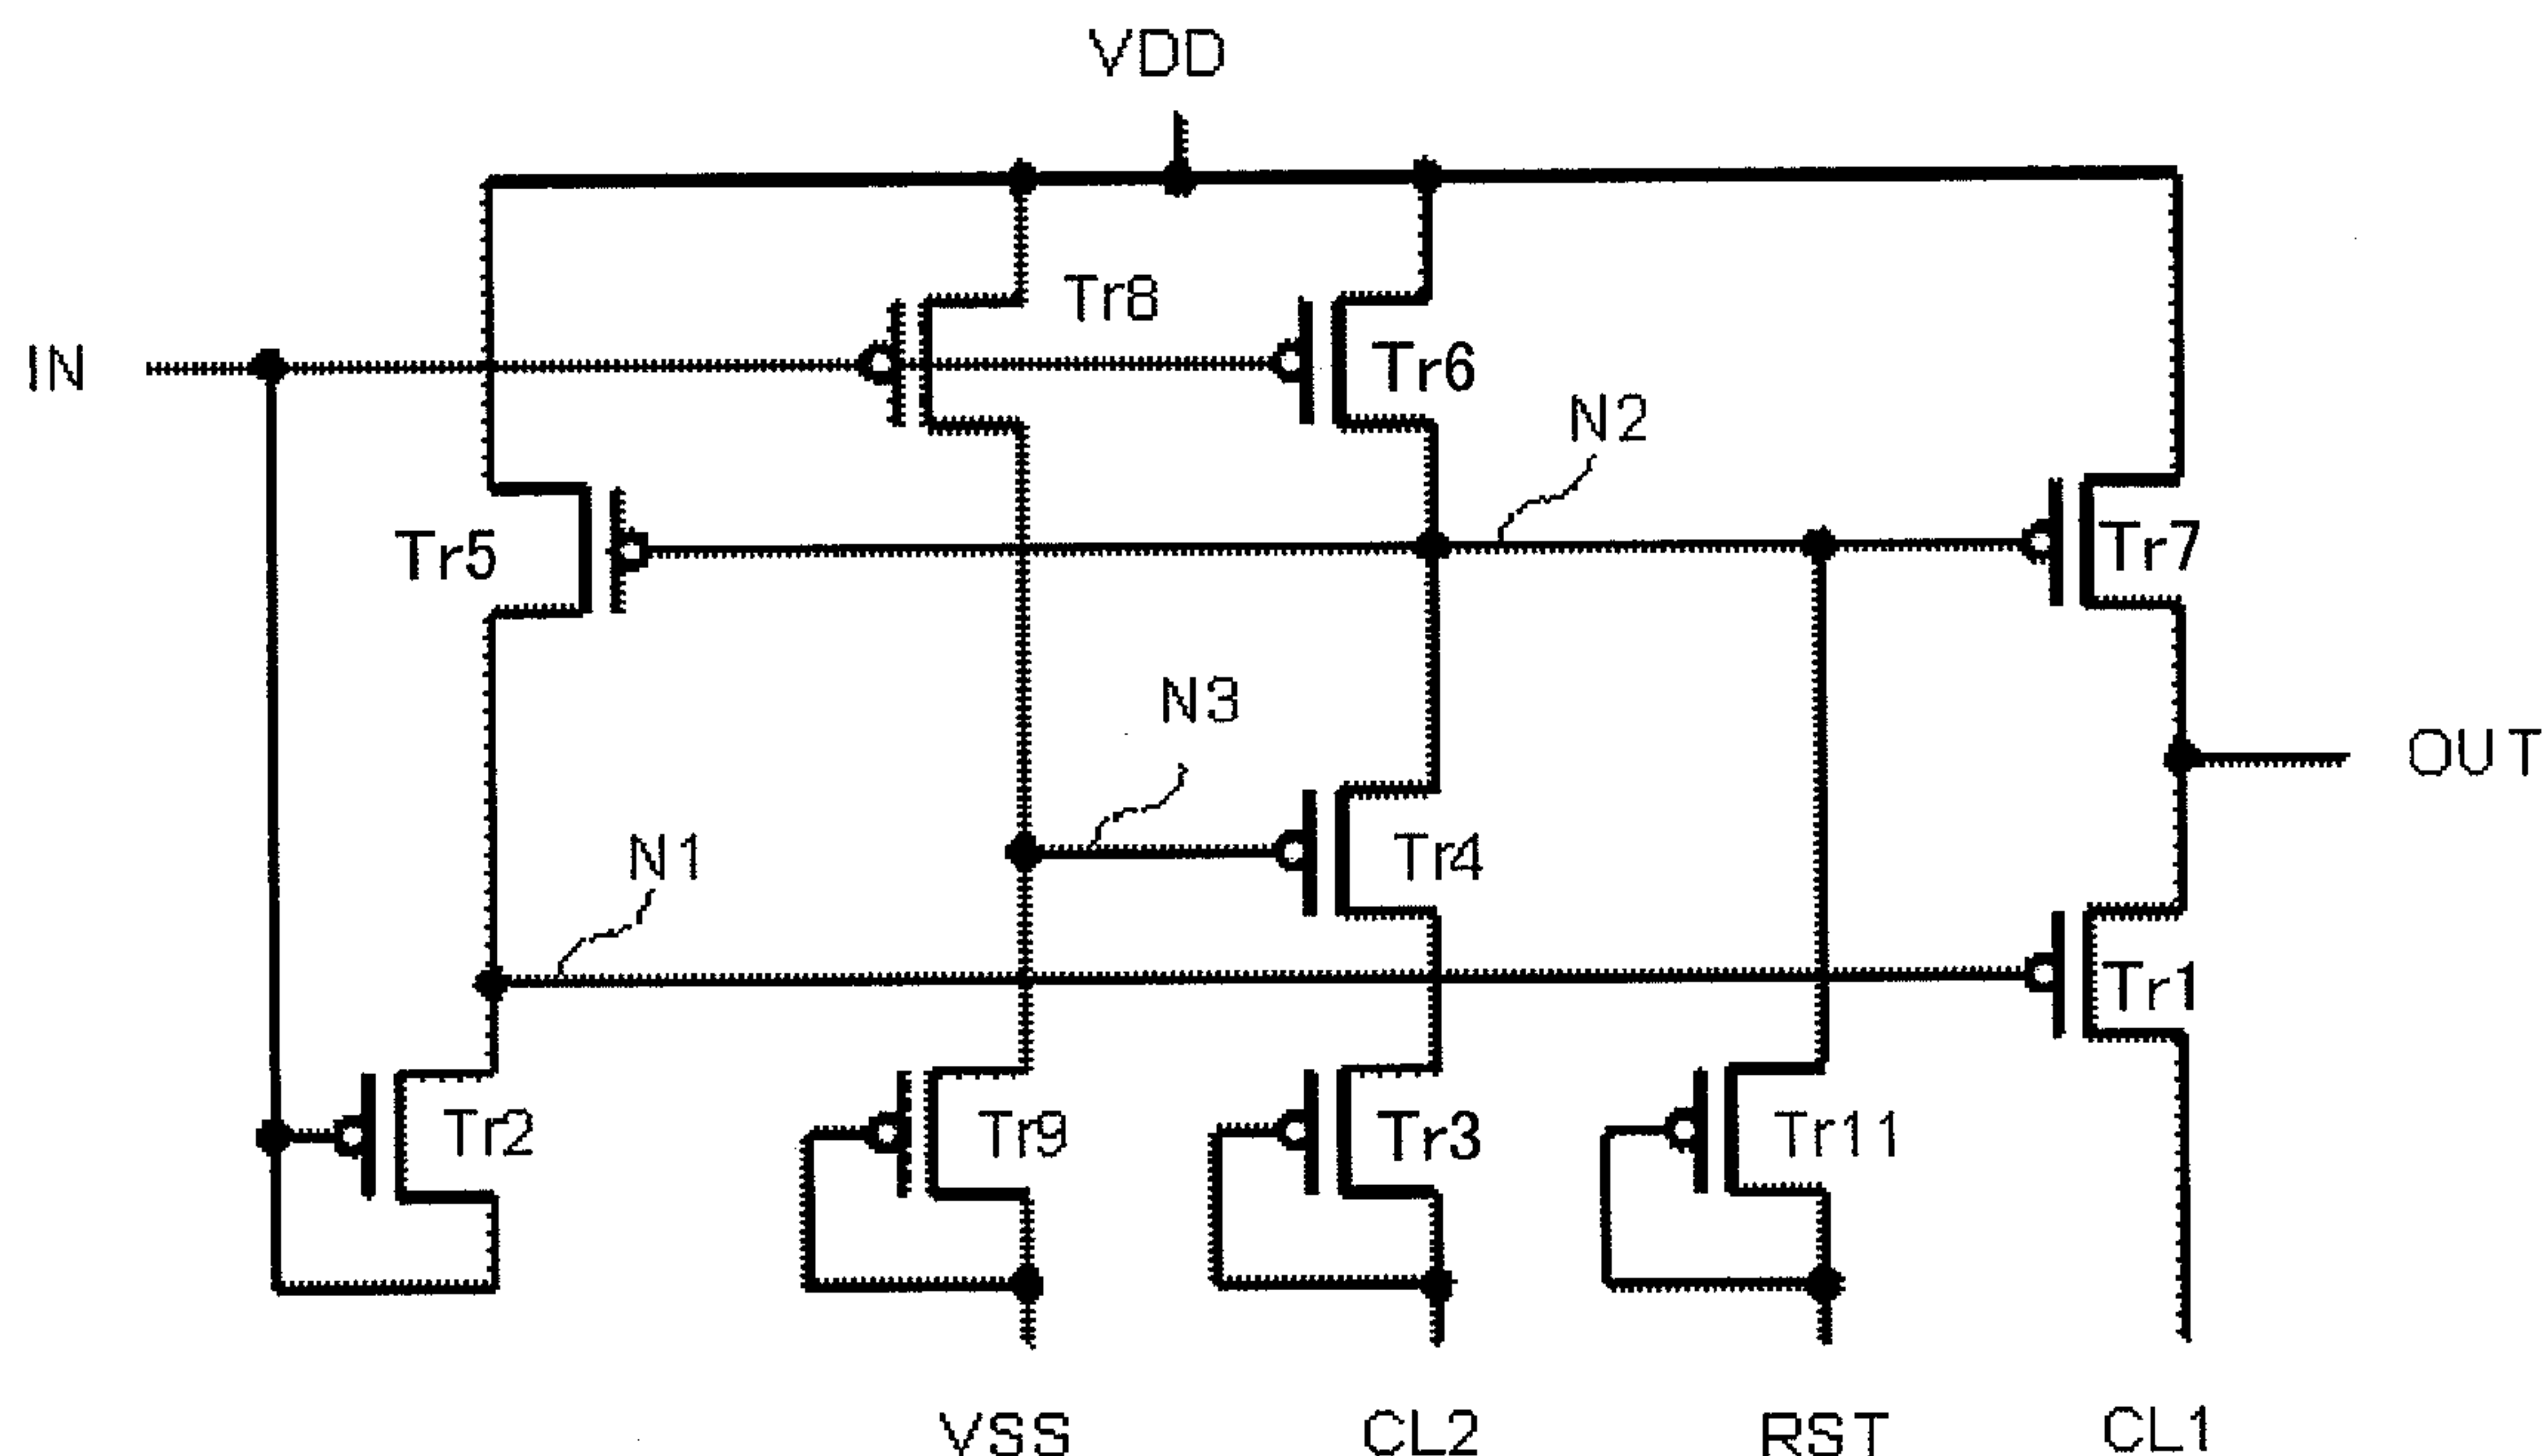 VDD
Tr8
IN
Tr6
N2
Tr5
Tr7
N3
OUT
N1
Tr4
Tr1
Tr2
Tr9
Tr3
Tr11
VSS
CL2
RST
CL1